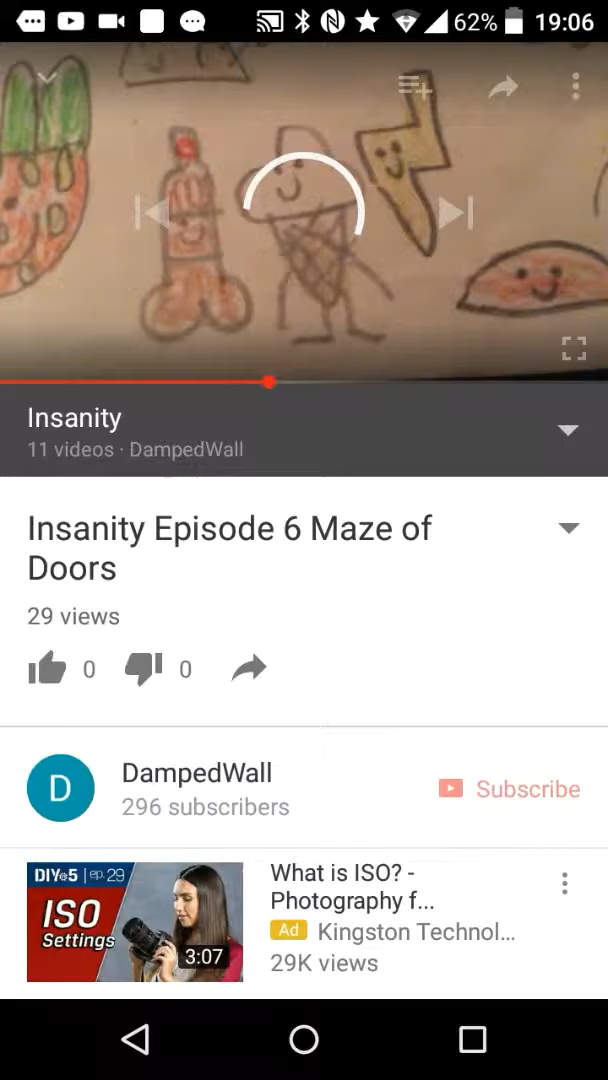 62% 19:06
Insanity
11 videos · DampedWall
Insanity Episode 6 Maze of
Doors
29 views
0 0
D
DampedWall
296 subscribers
Subscribe
DIY@5 | ep.29
ISO
Settings
3:07
What is ISO? -
Photography f...
Ad Kingston Technol...
29K views